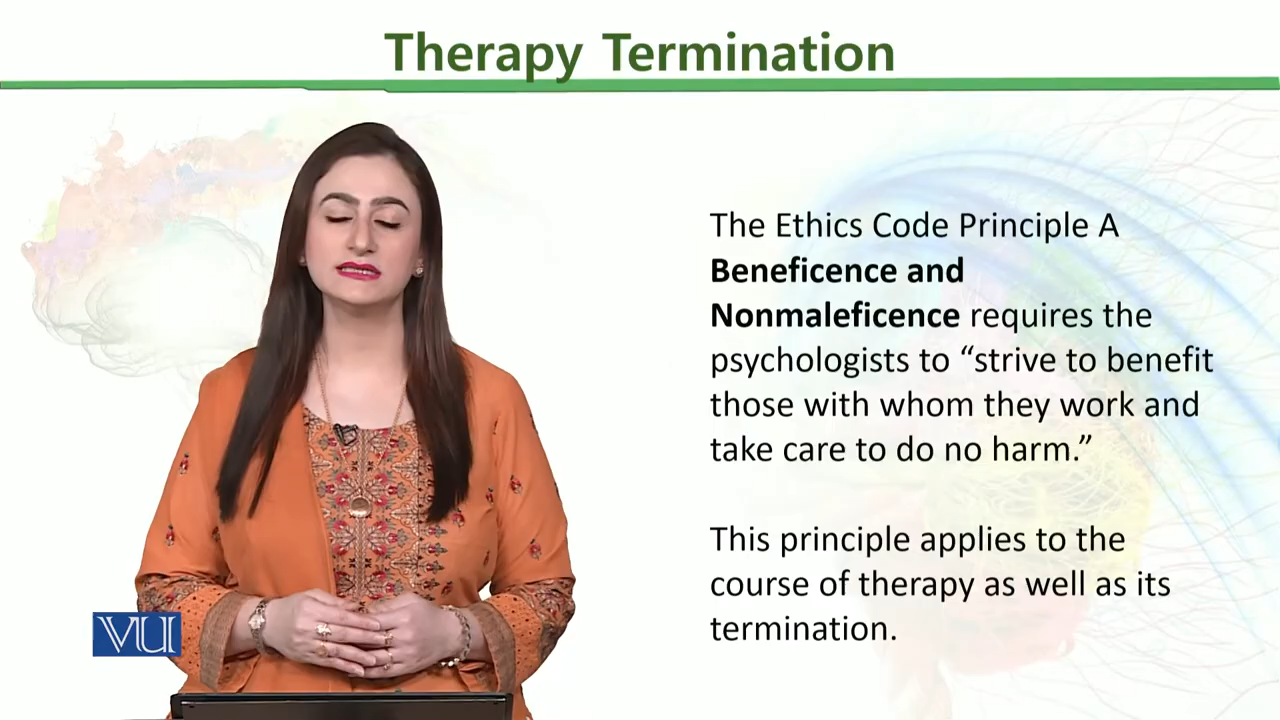 Therapy Termination
The Ethics Code Principle A
Beneficence and
Nonmaleficence requires the
psychologists to “strive to benefit
those with whom they work and
take care to do no harm.”
This principle applies to the
course of therapy as well as its
termination.
VU